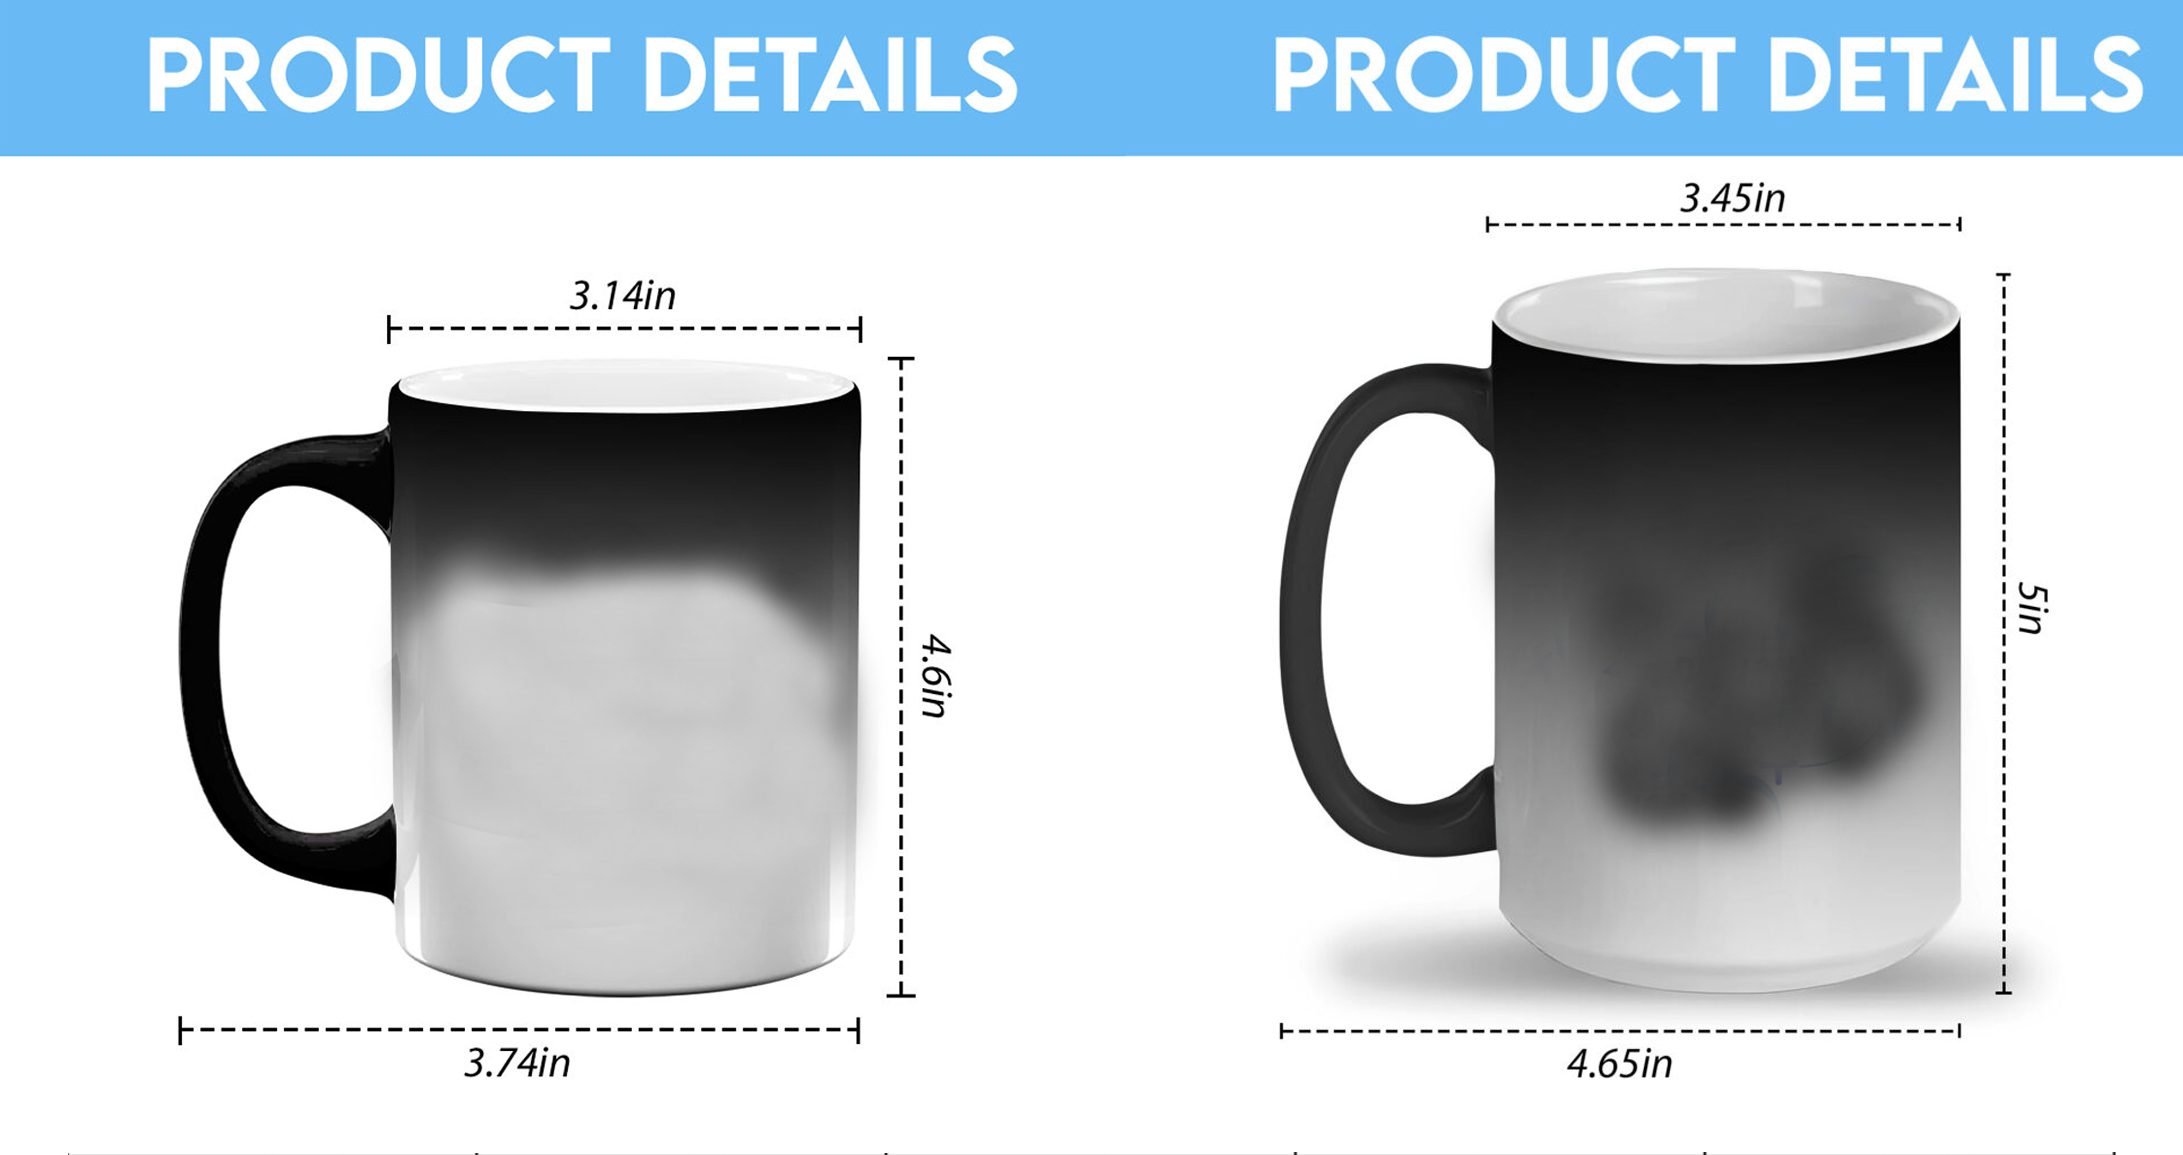 PRODUCT DETAILS
3.14in
4.6in
3.74in
PRODUCT DETAILS
3.45in
5in
4.65in